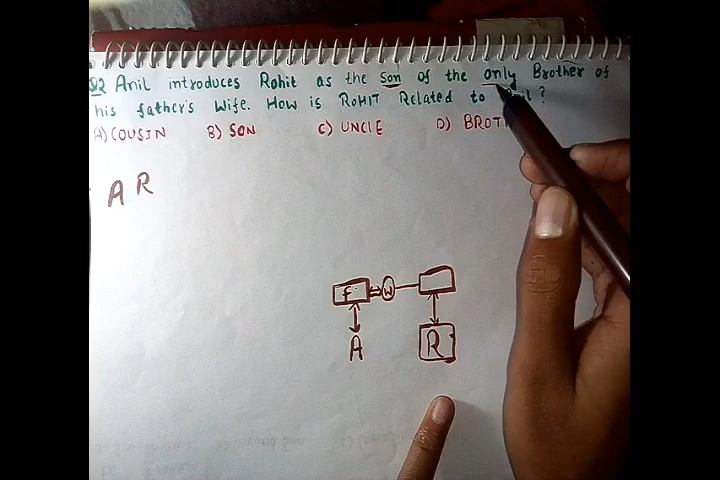 Q2 Anil introduces Rohit as the son of the only Brother of
his father's Wife. How is ROHIT Related to ?
A) COUSIN B) SON C) UNCLE D)
A R
f W
A R